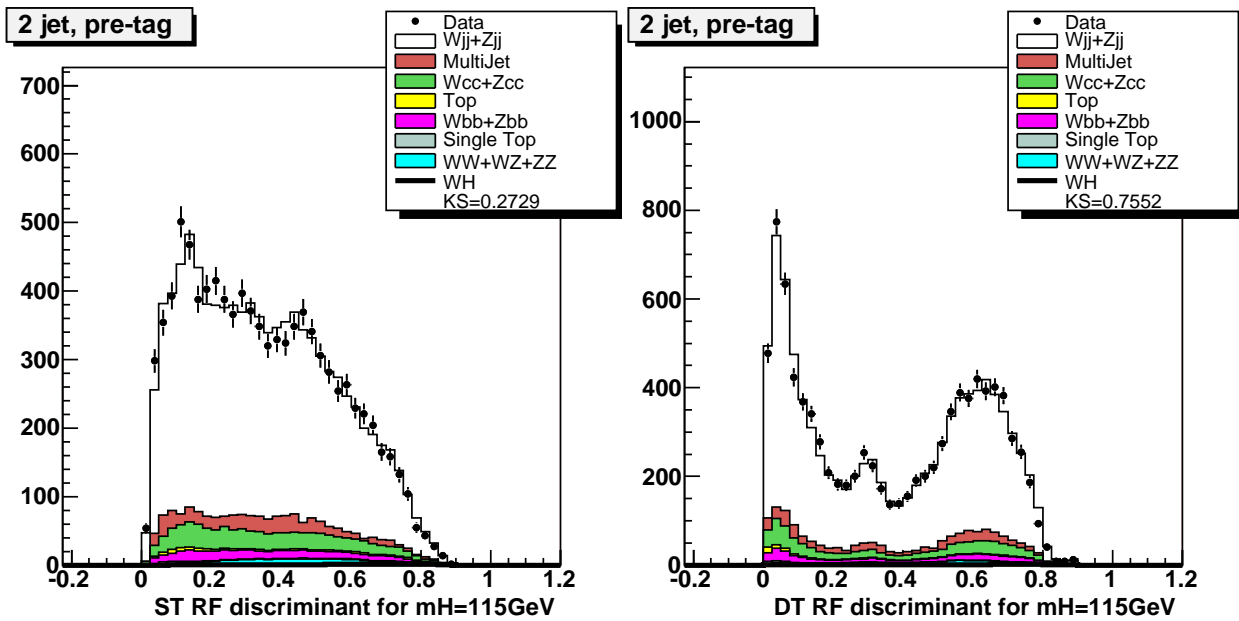 2 jet, pre-tag
Data
Wjj+Zjj
MultiJet
Wcc+Zcc
Top
Wbb+Zbb
Single Top
WW+WZ+ZZ
WH
KS=0.2729
700
600
500
400
300
200
100
0
-0.2 0 0.2 0.4 0.6 0.8 1 1.2
ST RF discriminant for mH=115GeV
2 jet, pre-tag
Data
Wjj+Zjj
MultiJet
Wcc+Zcc
Top
Wbb+Zbb
Single Top
WW+WZ+ZZ
WH
KS=0.7552
1000
800
600
400
200
0
-0.2 0 0.2 0.4 0.6 0.8 1 1.2
DT RF discriminant for mH=115GeV